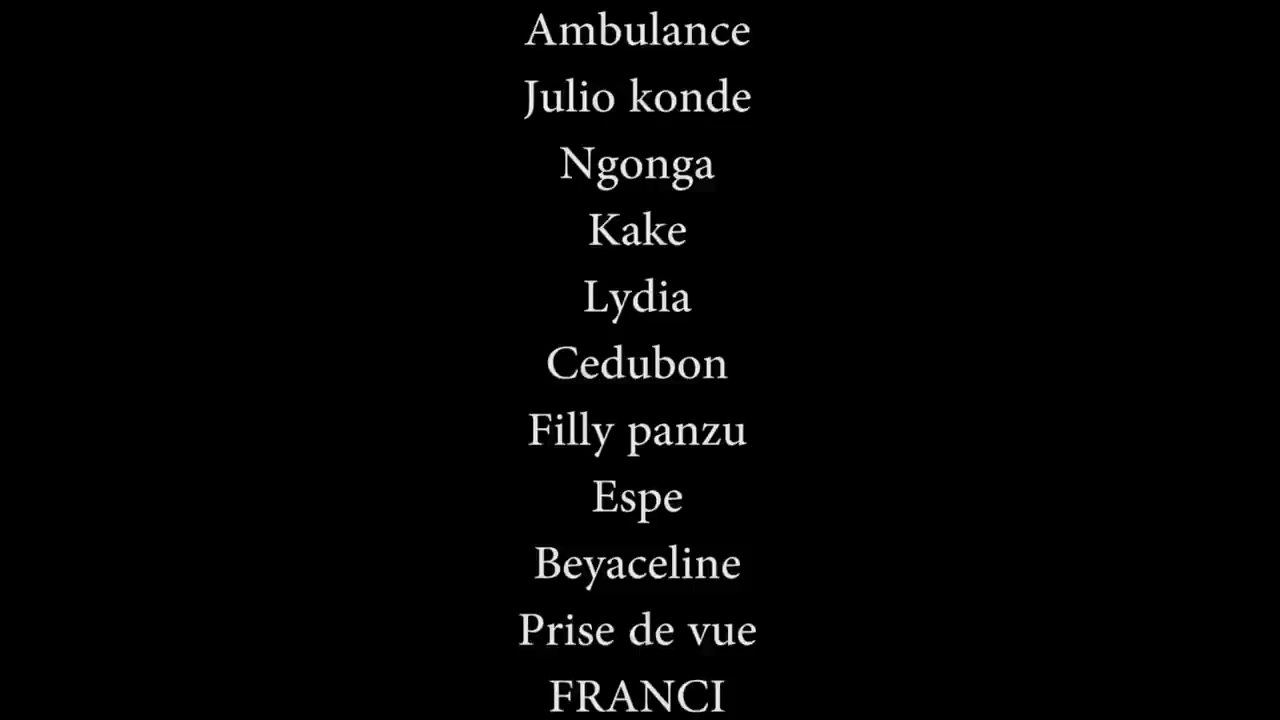 Ambulance
Julio konde
Ngonga
Kake
Lydia
Cedubon
Filly panzu
Espe
Beyaceline
Prise de vue
FRANCI